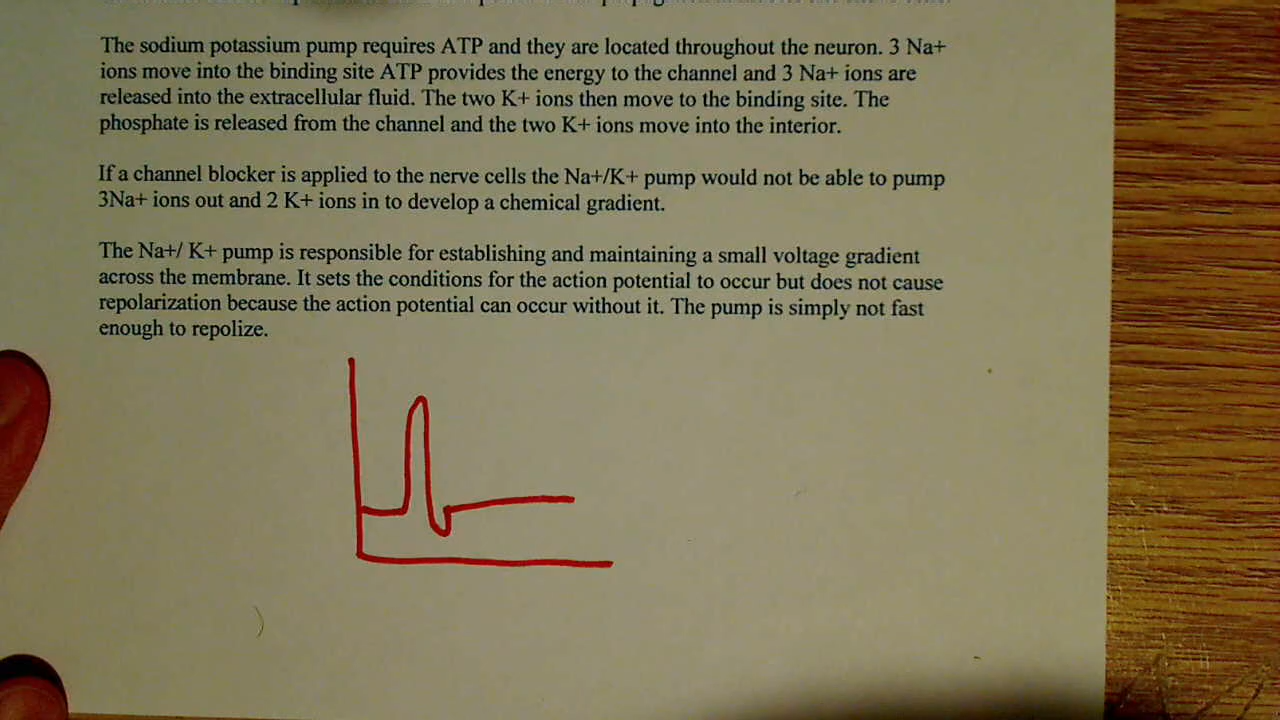 The sodium potassium pump requires ATP and they are located throughout the neuron. 3 Na+
ions move into the binding site ATP provides the energy to the channel and 3 Na+ ions are
released into the extracellular fluid. The two K+ ions then move to the binding site. The
phosphate is released from the channel and the two K+ ions move into the interior.
If a channel blocker is applied to the nerve cells the Na+/K+ pump would not be able to pump
3Na+ ions out and 2 K+ ions in to develop a chemical gradient.
The Na+/ K+ pump is responsible for establishing and maintaining a small voltage gradient
across the membrane. It sets the conditions for the action potential to occur but does not cause
repolarization because the action potential can occur without it. The pump is simply not fast
enough to repolize.